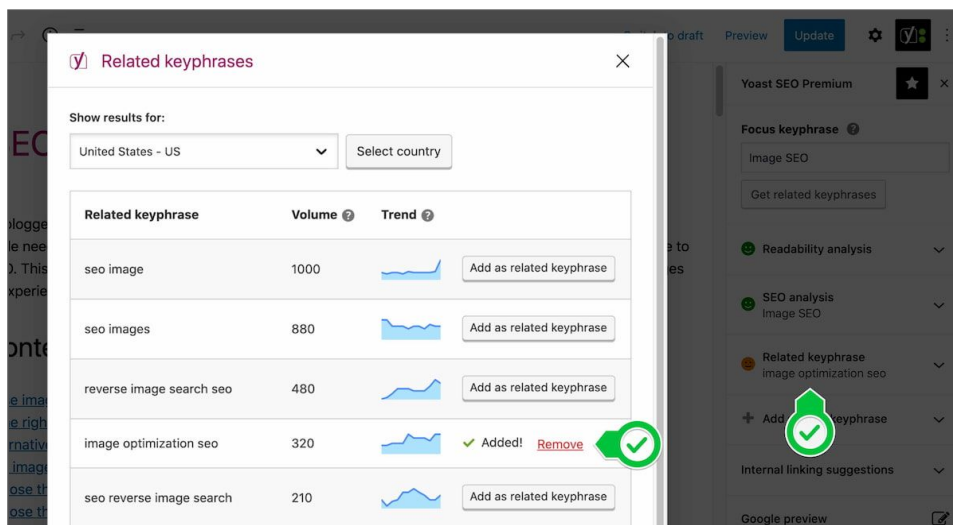 o draft
Preview
Update
Related keyphrases
Show results for:
United States - US
Select country
Related keyphrase
Volume
Trend
seo image
1000
Add as related keyphrase
seo images
880
Add as related keyphrase
reverse image search seo
480
Add as related keyphrase
image optimization seo
320
Added!
Remove
seo reverse image search
210
Add as related keyphrase
Yoast SEO Premium
Focus keyphrase
Image SEO
Get related keyphrases
Readability analysis
SEO analysis
Image SEO
Related keyphrase
image optimization seo
Add
keyphrase
Internal linking suggestions
Google preview